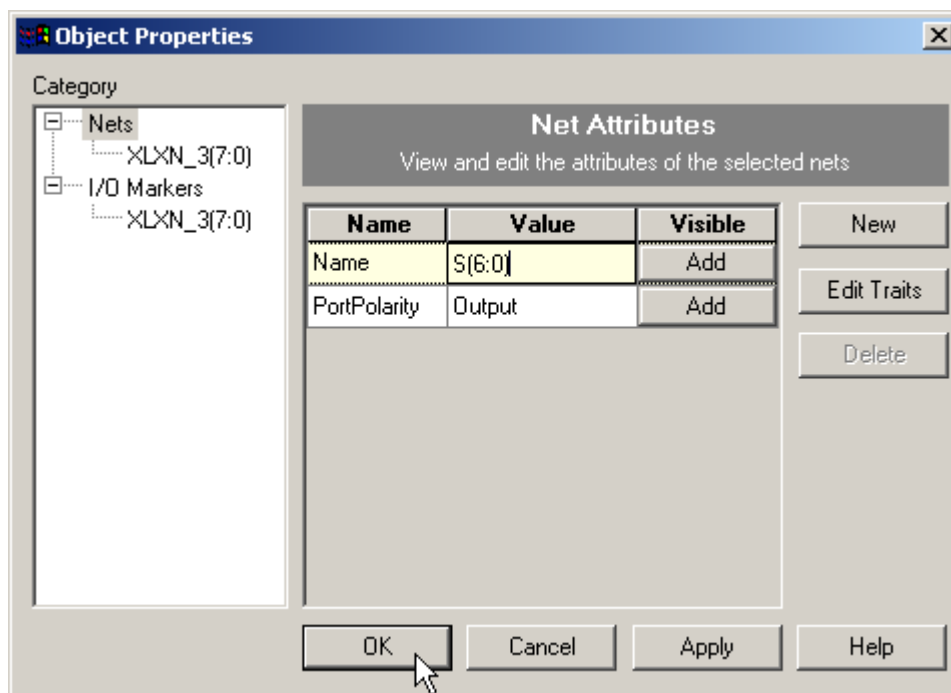 Object Properties
Category
Nets
XLXN_3(7:0)
I/O Markers
XLXN_3(7:0)
Net Attributes
View and edit the attributes of the selected nets
Name Value Visible
Name S(6:0) Add
PortPolarity Output Add
New
Edit Traits
Delete
OK Cancel Apply Help